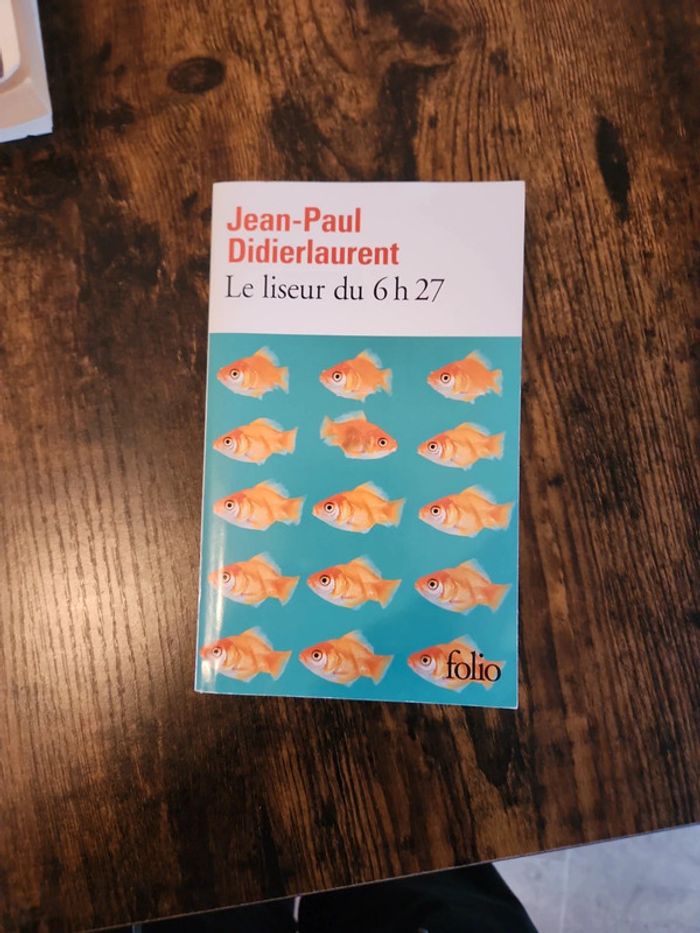 Jean-Paul
Didierlaurent
Le liseur du 6 h 27
folio